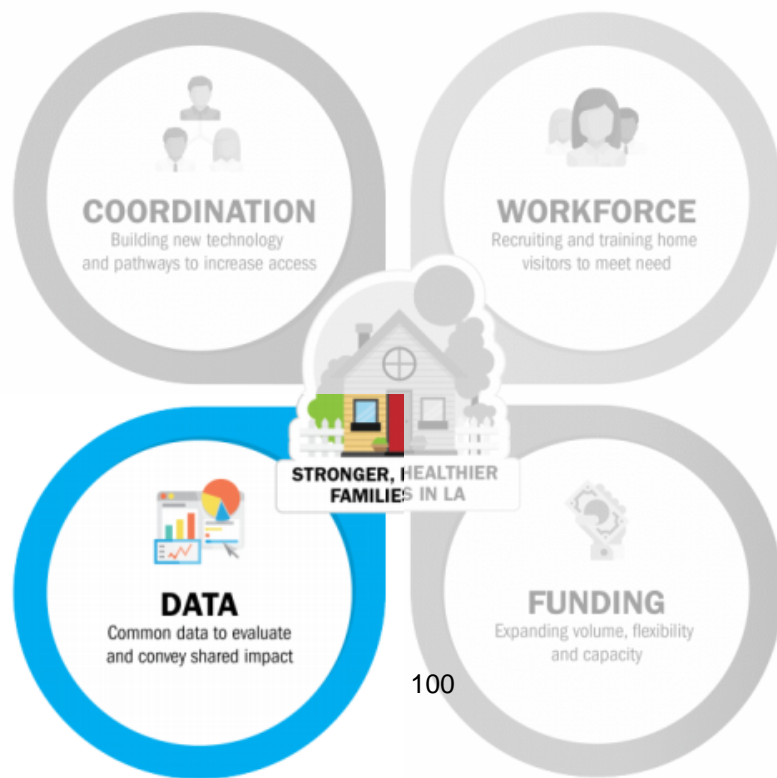 COORDINATION
Building new technology
and pathways to increase access
WORKFORCE
Recruiting and training home
visitors to meet need
STRONGER, HEALTHIER
FAMILIES IN LA
DATA
Common data to evaluate
and convey shared impact
FUNDING
Expanding volume, flexibility
and capacity
100